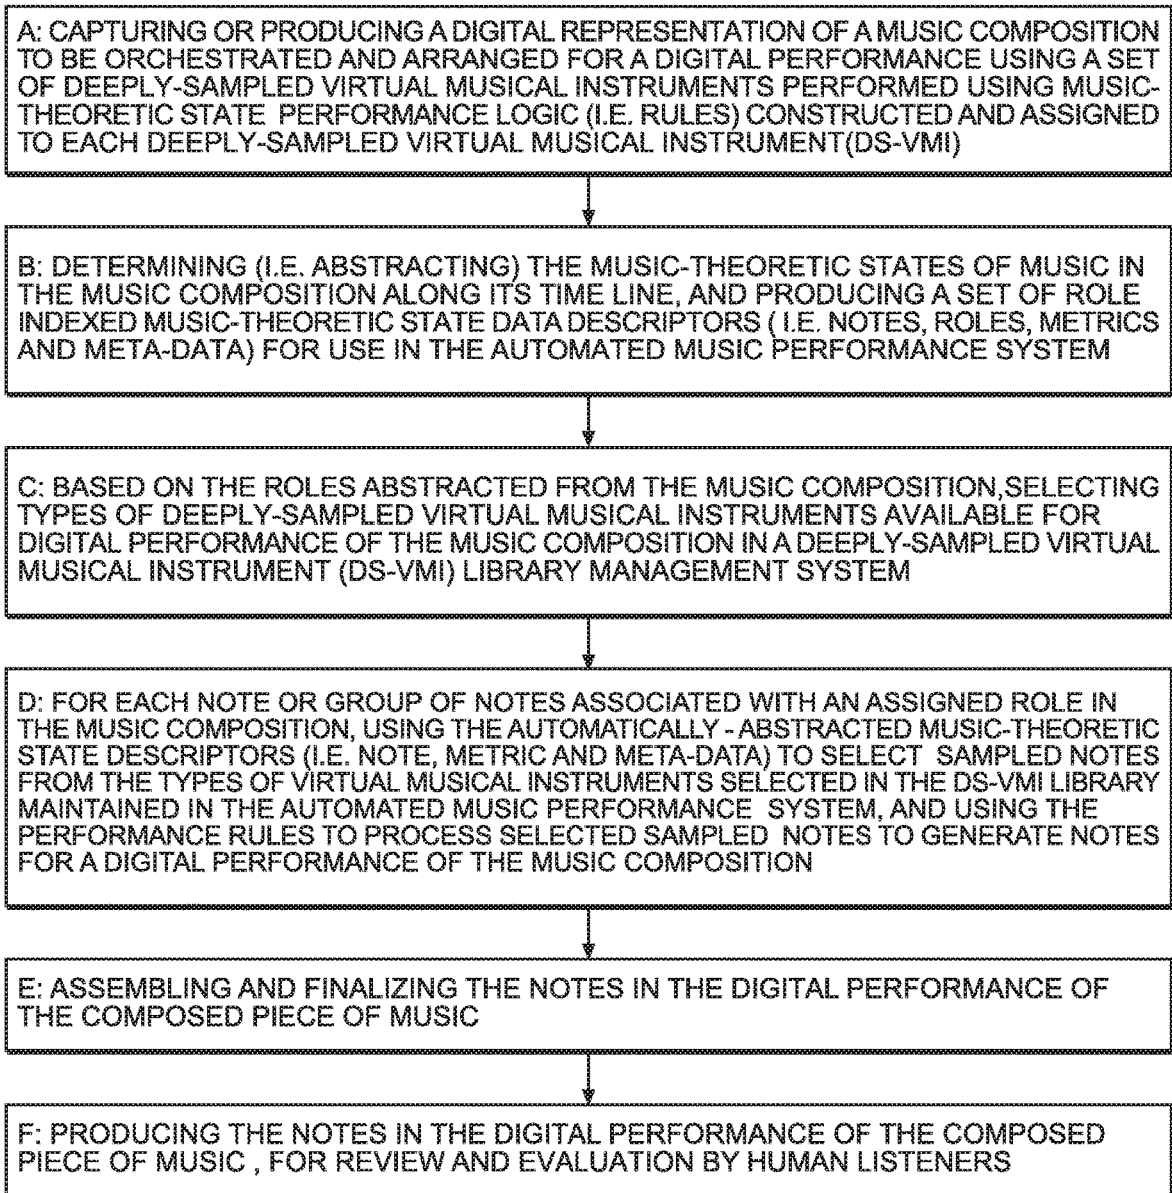 A: CAPTURING OR PRODUCING A DIGITAL REPRESENTATION OF A MUSIC COMPOSITION
TO BE ORCHESTRATED AND ARRANGED FOR A DIGITAL PERFORMANCE USING A SET
OF DEEPLY-SAMPLED VIRTUAL MUSICAL INSTRUMENTS PERFORMED USING MUSIC-
THEORETIC STATE PERFORMANCE LOGIC (I.E. RULES) CONSTRUCTED AND ASSIGNED
TO EACH DEEPLY-SAMPLED VIRTUAL MUSICAL INSTRUMENT(DS-VMI)
B: DETERMINING (I.E. ABSTRACTING) THE MUSIC-THEORETIC STATES OF MUSIC IN
THE MUSIC COMPOSITION ALONG ITS TIME LINE, AND PRODUCING A SET OF ROLE
INDEXED MUSIC-THEORETIC STATE DATA DESCRIPTORS ( I.E. NOTES, ROLES, METRICS
AND META-DATA) FOR USE IN THE AUTOMATED MUSIC PERFORMANCE SYSTEM
C: BASED ON THE ROLES ABSTRACTED FROM THE MUSIC COMPOSITION,SELECTING
TYPES OF DEEPLY-SAMPLED VIRTUAL MUSICAL INSTRUMENTS AVAILABLE FOR
DIGITAL PERFORMANCE OF THE MUSIC COMPOSITION IN A DEEPLY-SAMPLED VIRTUAL
MUSICAL INSTRUMENT (DS-VMI) LIBRARY MANAGEMENT SYSTEM
D: FOR EACH NOTE OR GROUP OF NOTES ASSOCIATED WITH AN ASSIGNED ROLE IN
THE MUSIC COMPOSITION, USING THE AUTOMATICALLY - ABSTRACTED MUSIC-THEORETIC
STATE DESCRIPTORS (I.E. NOTE, METRIC AND META-DATA) TO SELECT SAMPLED NOTES
FROM THE TYPES OF VIRTUAL MUSICAL INSTRUMENTS SELECTED IN THE DS-VMI LIBRARY
MAINTAINED IN THE AUTOMATED MUSIC PERFORMANCE SYSTEM, AND USING THE
PERFORMANCE RULES TO PROCESS SELECTED SAMPLED NOTES TO GENERATE NOTES
FOR A DIGITAL PERFORMANCE OF THE MUSIC COMPOSITION
E: ASSEMBLING AND FINALIZING THE NOTES IN THE DIGITAL PERFORMANCE OF
THE COMPOSED PIECE OF MUSIC
F: PRODUCING THE NOTES IN THE DIGITAL PERFORMANCE OF THE COMPOSED
PIECE OF MUSIC , FOR REVIEW AND EVALUATION BY HUMAN LISTENERS